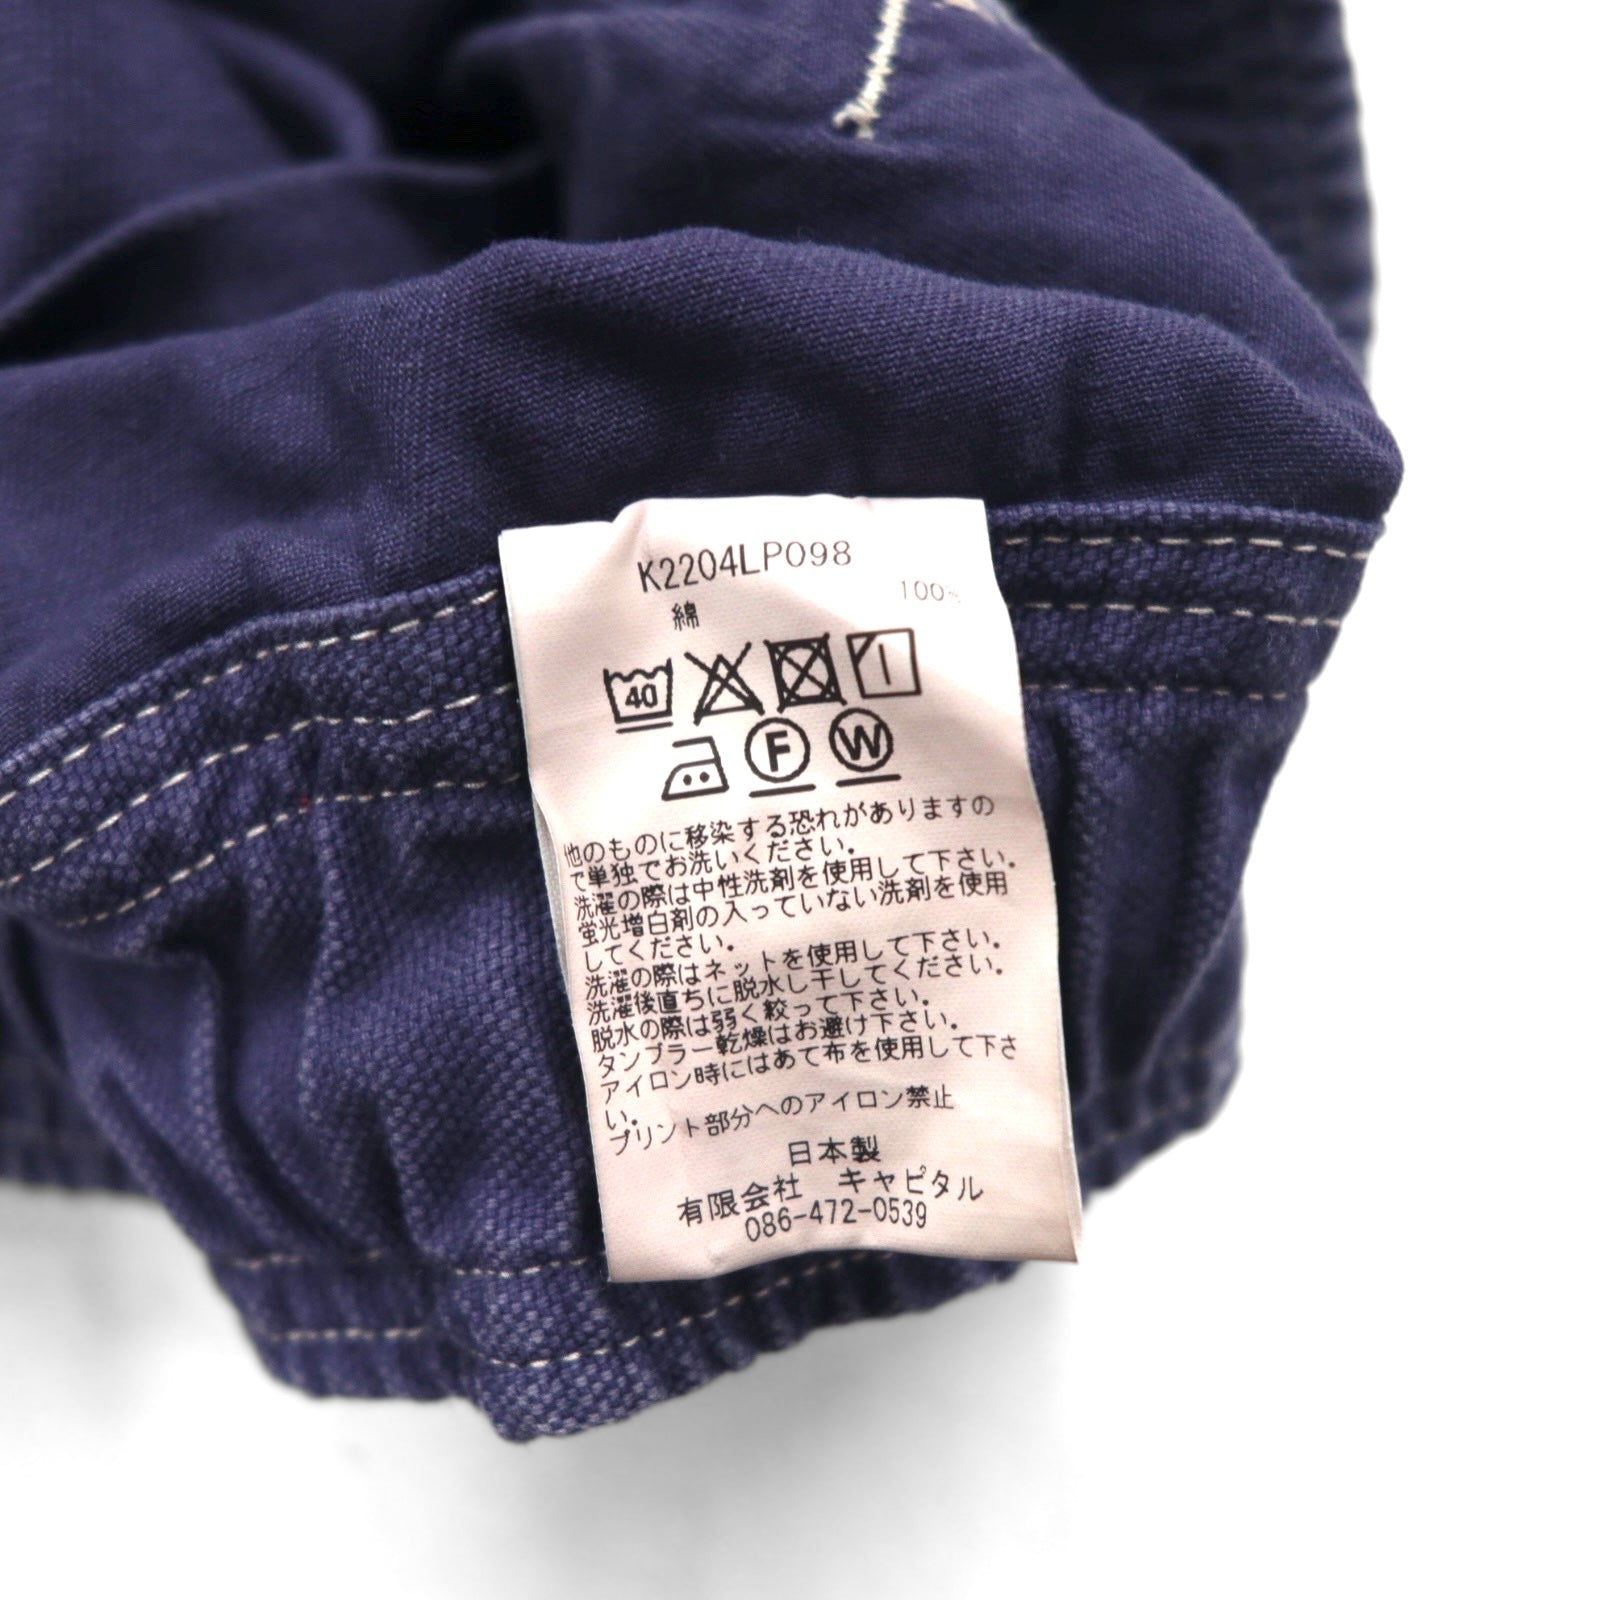 K2204LP098
綿 100%
40
F W
他のものに移染する恐れがありますの
で単独でお洗いください。
洗濯の際は中性洗剤を使用して下さい。
蛍光増白剤の入っていない洗剤を使用
してください。
洗濯の際はネットを使用して下さい。
洗濯後直ちに脱水し干してください。
脱水の際は弱く絞って下さい。
タンブラー乾燥はお避け下さい。
アイロン時にはあて布を使用して下さ
い。
プリント部分へのアイロン禁止
日本製
有限会社 キャピタル
086-472-0539